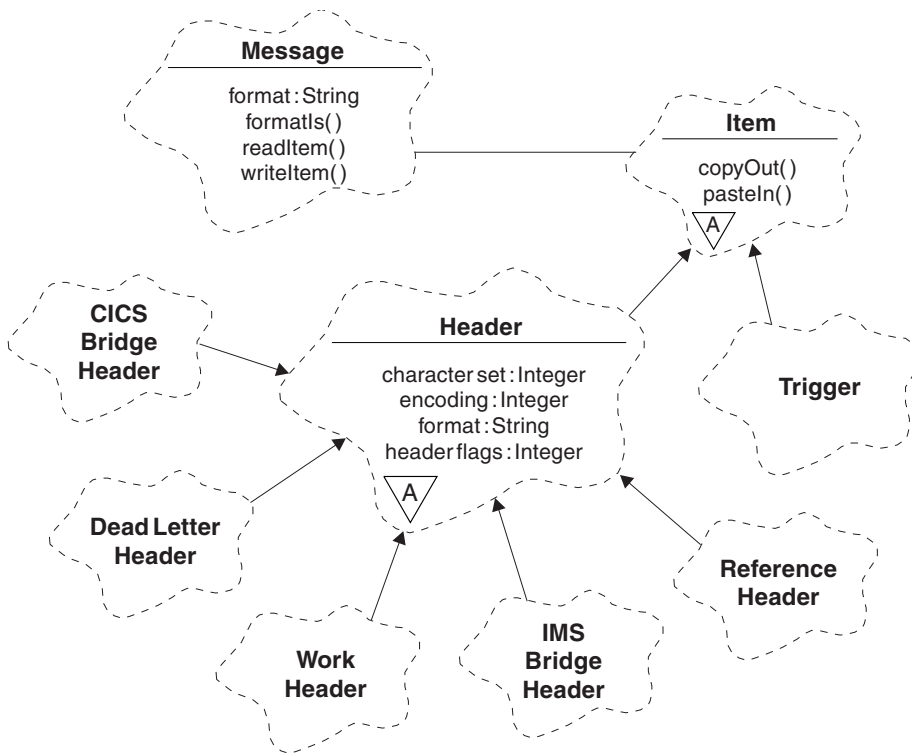 Message
format : String
formatIs( )
readItem( )
writeItem( )
Item
copyOut( )
pasteIn( )
A
CICS
Bridge
Header
Header
character set : Integer
encoding : Integer
format : String
header flags : Integer
A
Trigger
Dead Letter
Header
Reference
Header
Work
Header
IMS
Bridge
Header